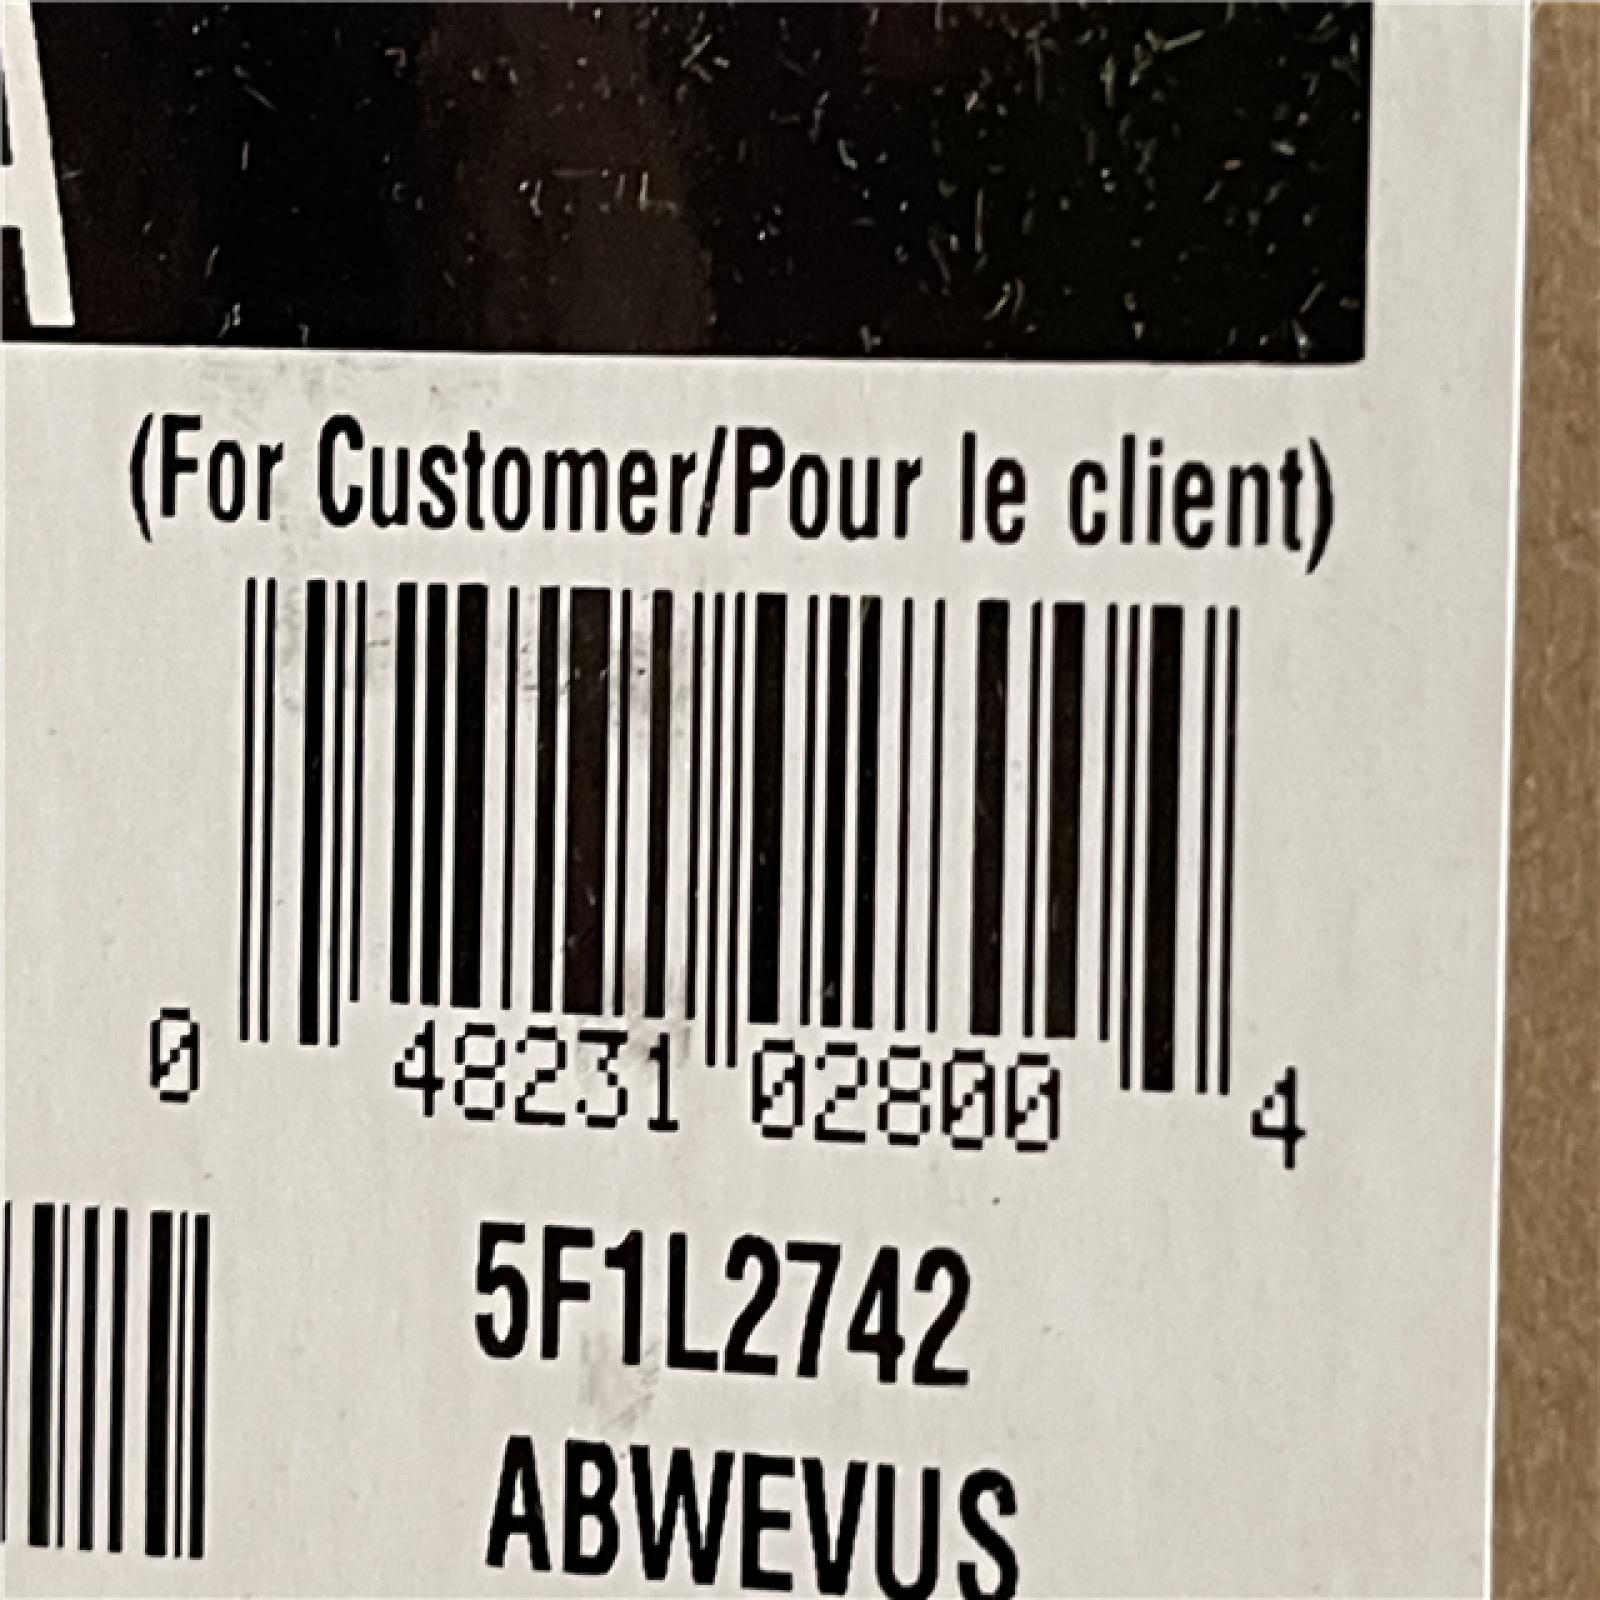 A
(For Customer/Pour le client)
0 48231 02800 4
5F1L2742
ABWEVUS